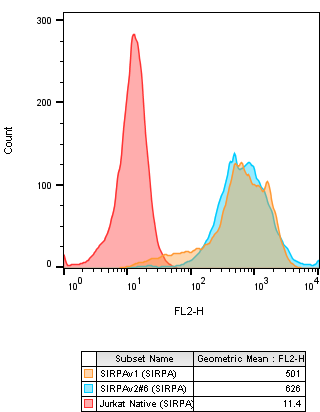 300
200
100
0
Count
10^0 10^1 10^2 10^3 10^4
FL2-H
Subset Name Geometric Mean : FL2-H
SIRPAv1 (SIRPA) 501
SIRPAv2#6 (SIRPA) 626
Jurkat Native (SIRPA) 11.4